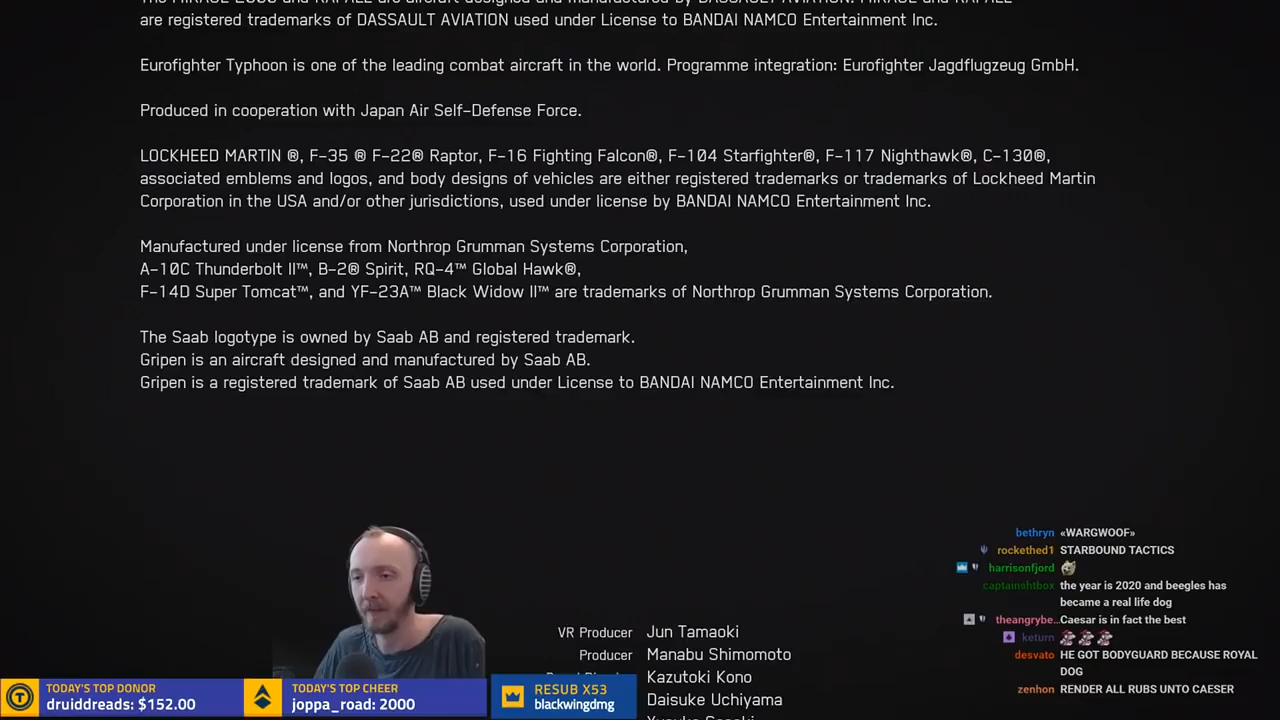 are registered trademarks of DASSAULT AVIATION used under License to BANDAI NAMCO Entertainment Inc.
Eurofighter Typhoon is one of the leading combat aircraft in the world. Programme integration: Eurofighter Jagdflugzeug GmbH.
Produced in cooperation with Japan Air Self-Defense Force.
LOCKHEED MARTIN ®, F-35 ® F-22® Raptor, F-16 Fighting Falcon®, F-104 Starfighter®, F-117 Nighthawk®, C-130®,
associated emblems and logos, and body designs of vehicles are either registered trademarks or trademarks of Lockheed Martin
Corporation in the USA and/or other jurisdictions, used under license by BANDAI NAMCO Entertainment Inc.
Manufactured under license from Northrop Grumman Systems Corporation,
A-10C Thunderbolt II™, B-2® Spirit, RQ-4™ Global Hawk®,
F-14D Super Tomcat™, and YF-23A™ Black Widow II™ are trademarks of Northrop Grumman Systems Corporation.
The Saab logotype is owned by Saab AB and registered trademark.
Gripen is an aircraft designed and manufactured by Saab AB.
Gripen is a registered trademark of Saab AB used under License to BANDAI NAMCO Entertainment Inc.
VR Producer Jun Tamaoki
Producer Manabu Shimomoto
Kazutoki Kono
Daisuke Uchiyama
bethryn «WARGWOOF»
rockethed1 STARBOUND TACTICS
harrisonfjord
captainshtbox the year is 2020 and beegles has
became a real life dog
theangrybe... Caesar is in fact the best
keturn
desvato HE GOT BODYGUARD BECAUSE ROYAL
DOG
zenhon RENDER ALL RUBS UNTO CAESER
TODAY'S TOP DONOR
druiddreads: $152.00
TODAY'S TOP CHEER
joppa_road: 2000
RESUB X53
blackwingdmg